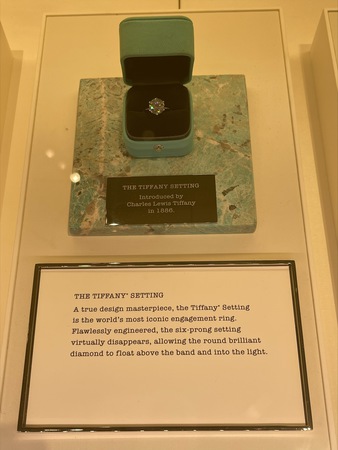 THE TIFFANY SETTING
Introduced by
Charles Lewis Tiffany
in 1886.
THE TIFFANY® SETTING
A true design masterpiece, the Tiffany® Setting
is the world's most iconic engagement ring.
Flawlessly engineered, the six-prong setting
virtually disappears, allowing the round brilliant
diamond to float above the band and into the light.